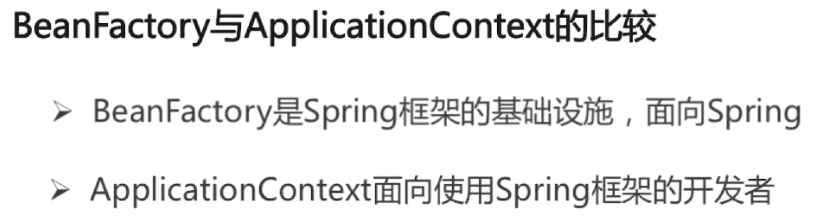 BeanFactory与ApplicationContext的比较
➢ BeanFactory是Spring框架的基础设施，面向Spring
➢ ApplicationContext面向使用Spring框架的开发者